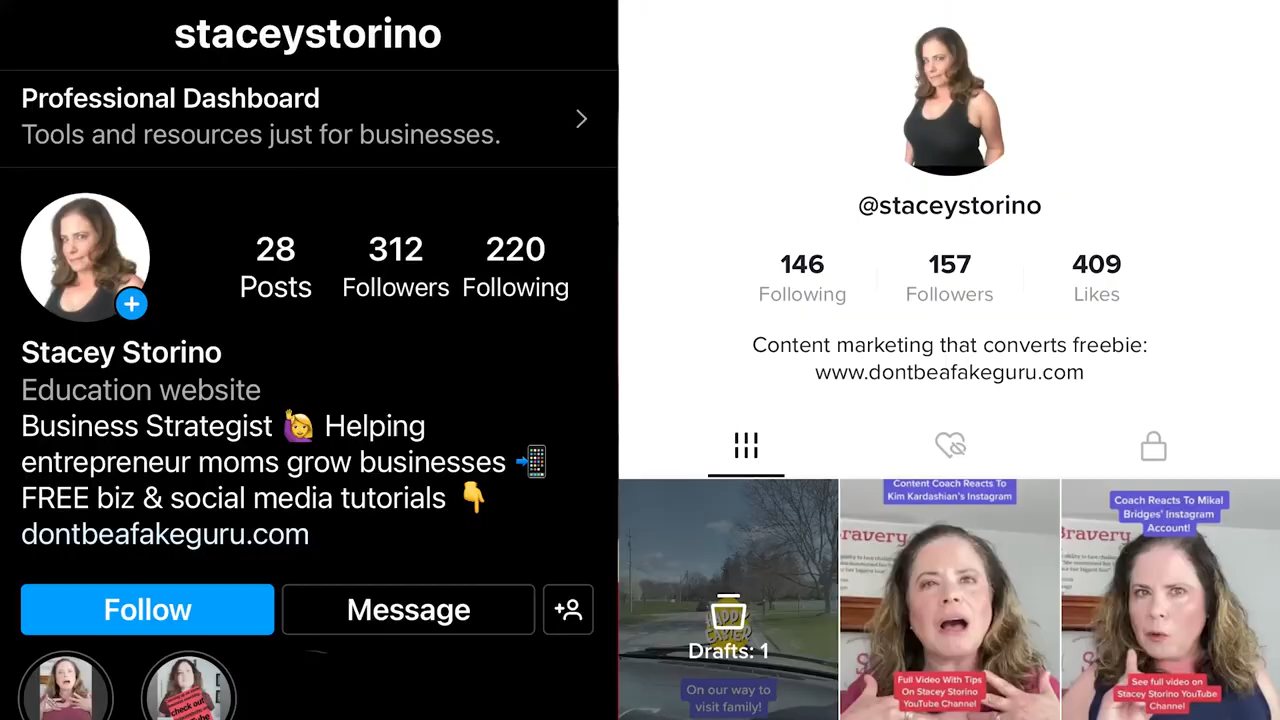 staceystorino
Professional Dashboard
Tools and resources just for businesses.
28
Posts
312
Followers
220
Following
Stacey Storino
Education website
Business Strategist 🙋‍♀️ Helping
entrepreneur moms grow businesses 📲
FREE biz & social media tutorials 👇
dontbeafakeguru.com
Follow
Message
check out
@staceystorino
146
Following
157
Followers
409
Likes
Content marketing that converts freebie:
www.dontbeafakeguru.com
Drafts: 1
On our way to
visit family!
Content Coach Reacts To
Kim Kardashian's Instagram
Full Video With Tips
On Stacey Storino
YouTube Channel
Coach Reacts To Mikal
Bridges' Instagram
Account!
See full video on
Stacey Storino YouTube
Channel!